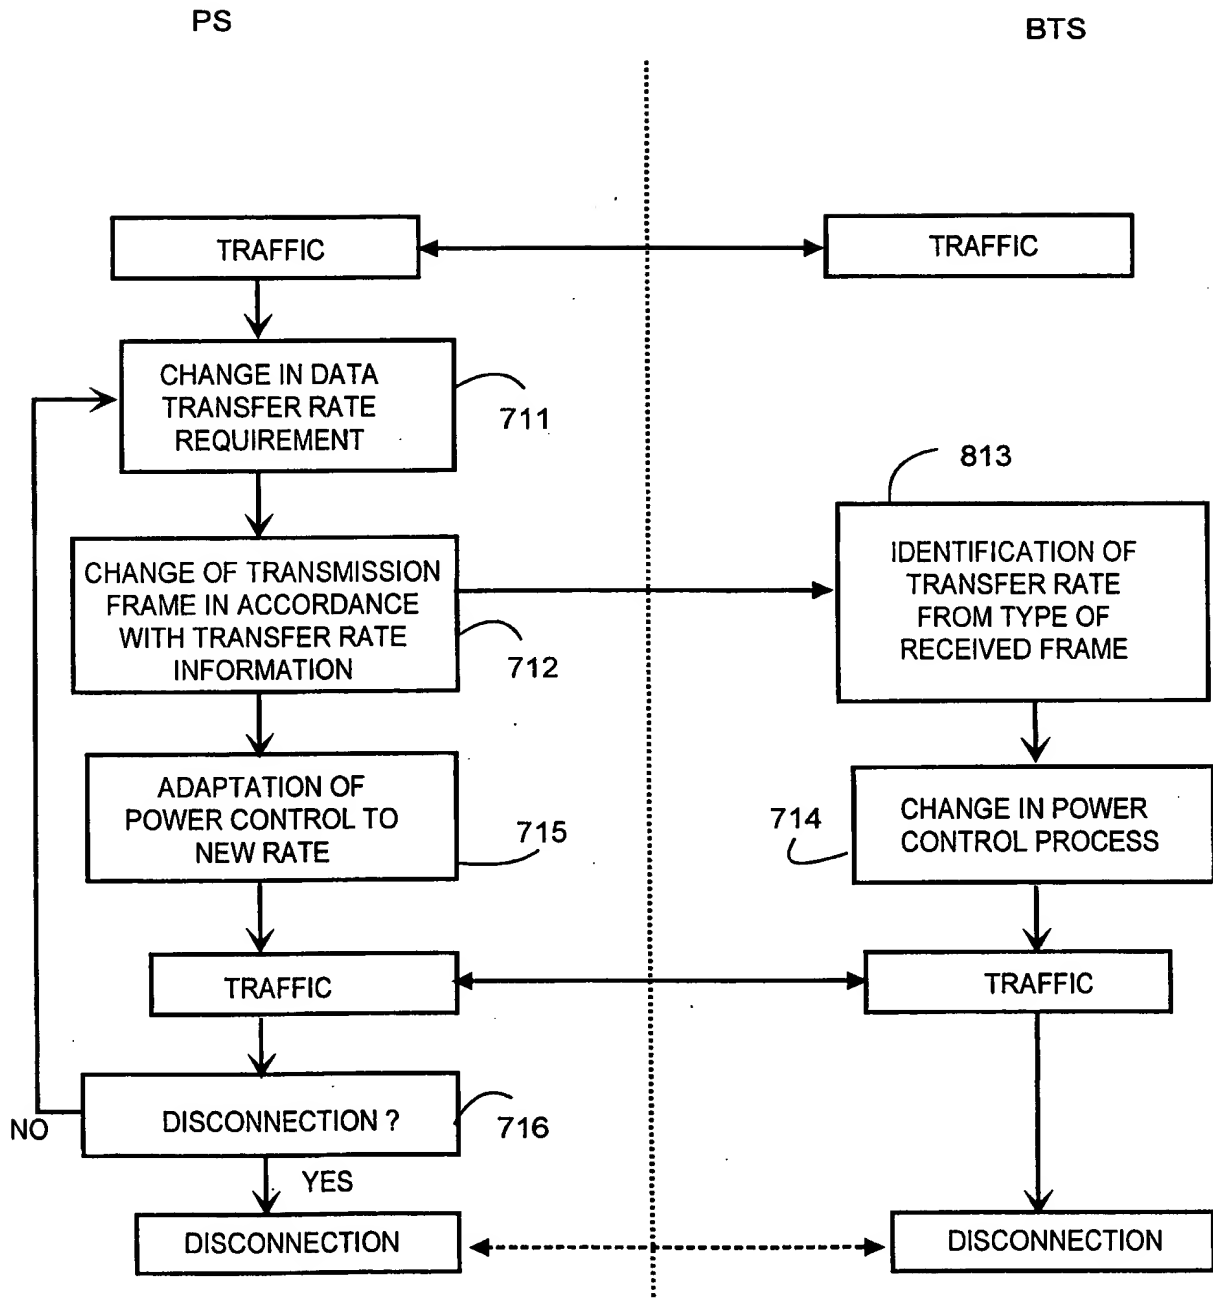 PS
BTS
TRAFFIC
TRAFFIC
CHANGE IN DATA
TRANSFER RATE
REQUIREMENT
711
813
CHANGE OF TRANSMISSION
FRAME IN ACCORDANCE
WITH TRANSFER RATE
INFORMATION
712
IDENTIFICATION OF
TRANSFER RATE
FROM TYPE OF
RECEIVED FRAME
ADAPTATION OF
POWER CONTROL TO
NEW RATE
715
714
CHANGE IN POWER
CONTROL PROCESS
TRAFFIC
TRAFFIC
DISCONNECTION ?
716
NO
YES
DISCONNECTION
DISCONNECTION